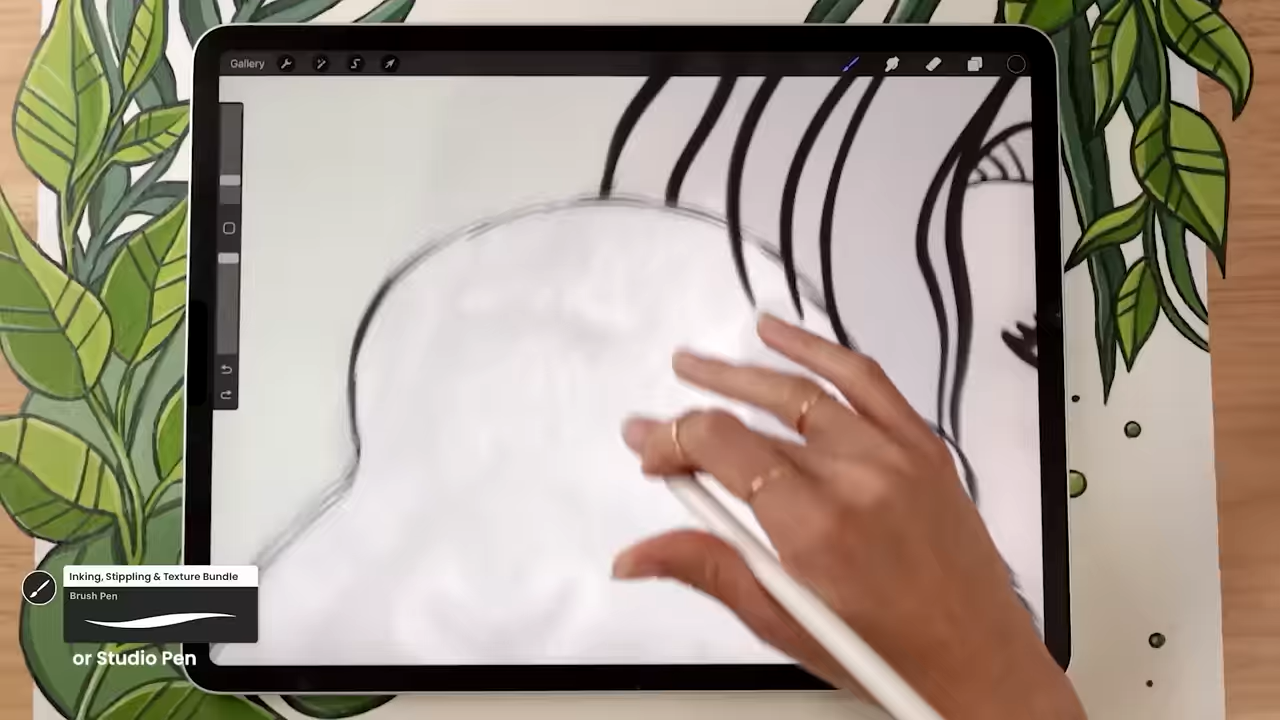 Gallery
Inking, Stippling & Texture Bundle
Brush Pen
or Studio Pen